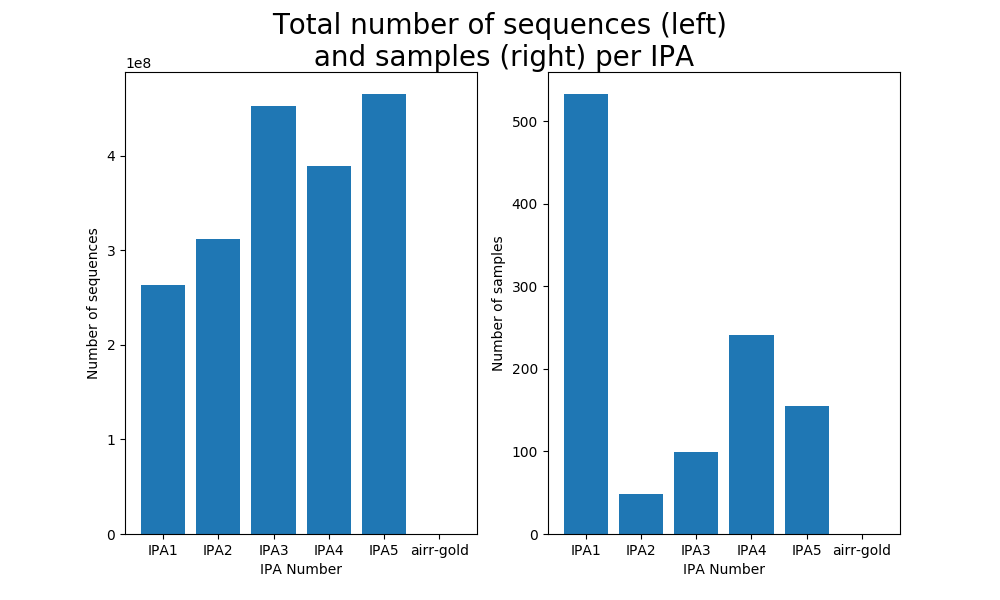 Total number of sequences (left)
and samples (right) per IPA
1e8
4
3
2
1
0
Number of sequences
IPA1 IPA2 IPA3 IPA4 IPA5 airr-gold
IPA Number
500
400
300
200
100
0
Number of samples
IPA1 IPA2 IPA3 IPA4 IPA5 airr-gold
IPA Number